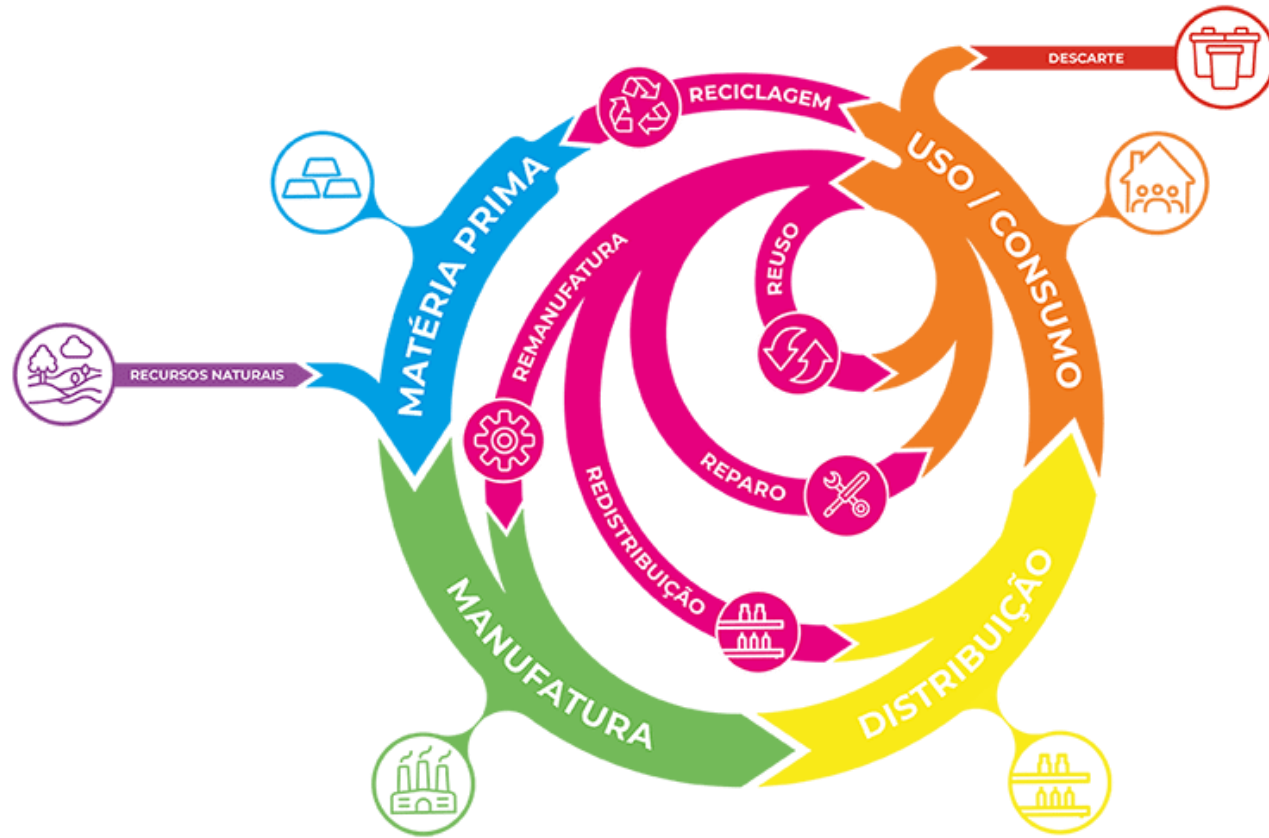 DESCARTE
RECICLAGEM
USO / CONSUMO
MATÉRIA PRIMA
REUSO
REMANUFATURA
RECURSOS NATURAIS
REPARO
REDISTRIBUIÇÃO
MANUFATURA
DISTRIBUIÇÃO